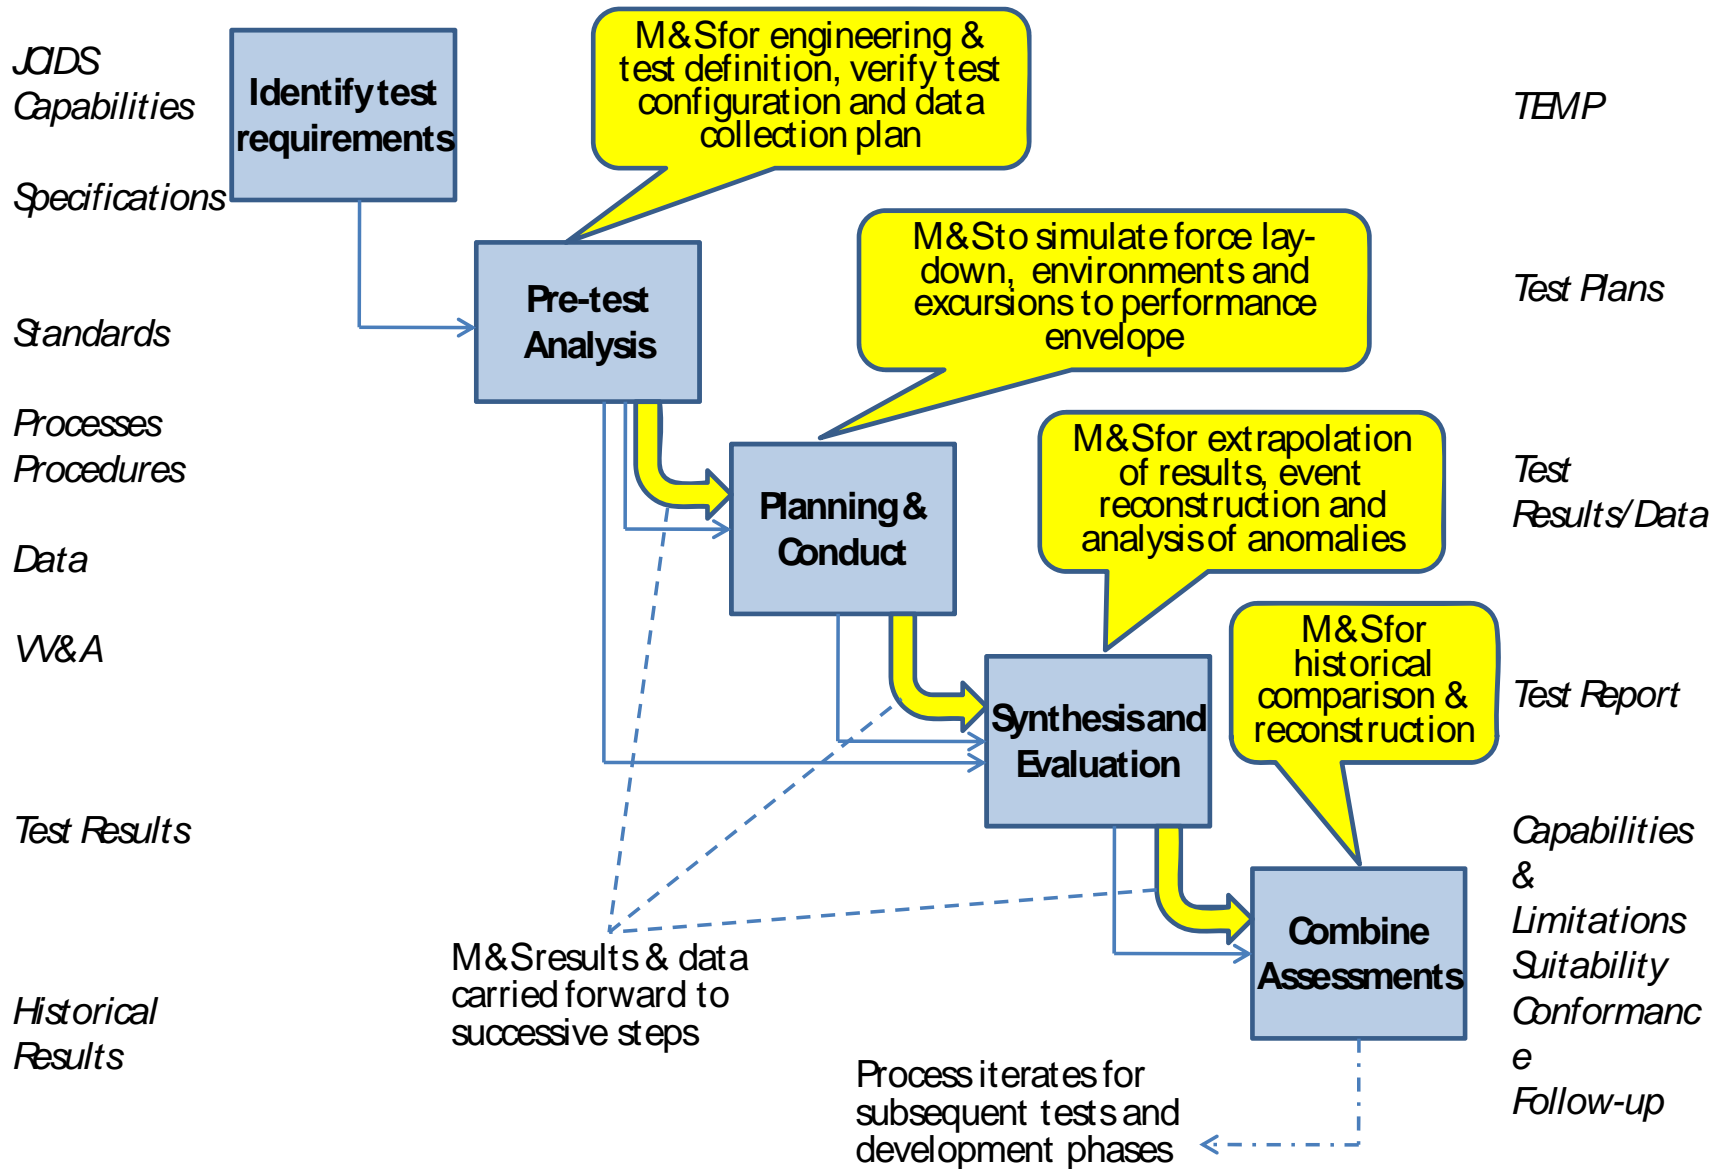 JCIDS
Capabilities
Specifications
Standards
Processes
Procedures
Data
VV&A
Test Results
Historical
Results
Identify test
requirements
M&S for engineering &
test definition, verify test
configuration and data
collection plan
Pre-test
Analysis
M&S to simulate force lay-
down, environments and
excursions to performance
envelope
Planning &
Conduct
M&S for extrapolation
of results, event
reconstruction and
analysis of anomalies
Synthesis and
Evaluation
M&S for
historical
comparison &
reconstruction
Combine
Assessments
M&S results & data
carried forward to
successive steps
Process iterates for
subsequent tests and
development phases
TEMP
Test Plans
Test
Results/Data
Test Report
Capabilities
&
Limitations
Suitability
Conformanc
e
Follow-up